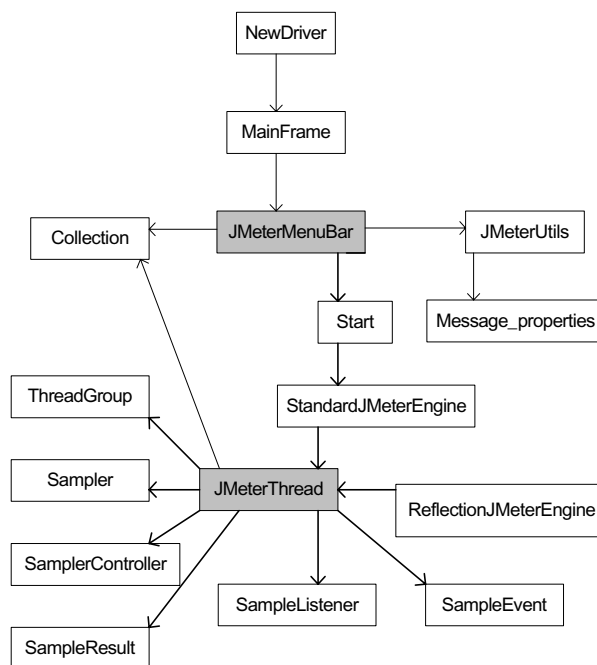 NewDriver
MainFrame
Collection
JMeterMenuBar
JMeterUtils
Start
Message_properties
ThreadGroup
StandardJMeterEngine
Sampler
JMeterThread
ReflectionJMeterEngine
SamplerController
SampleListener
SampleEvent
SampleResult